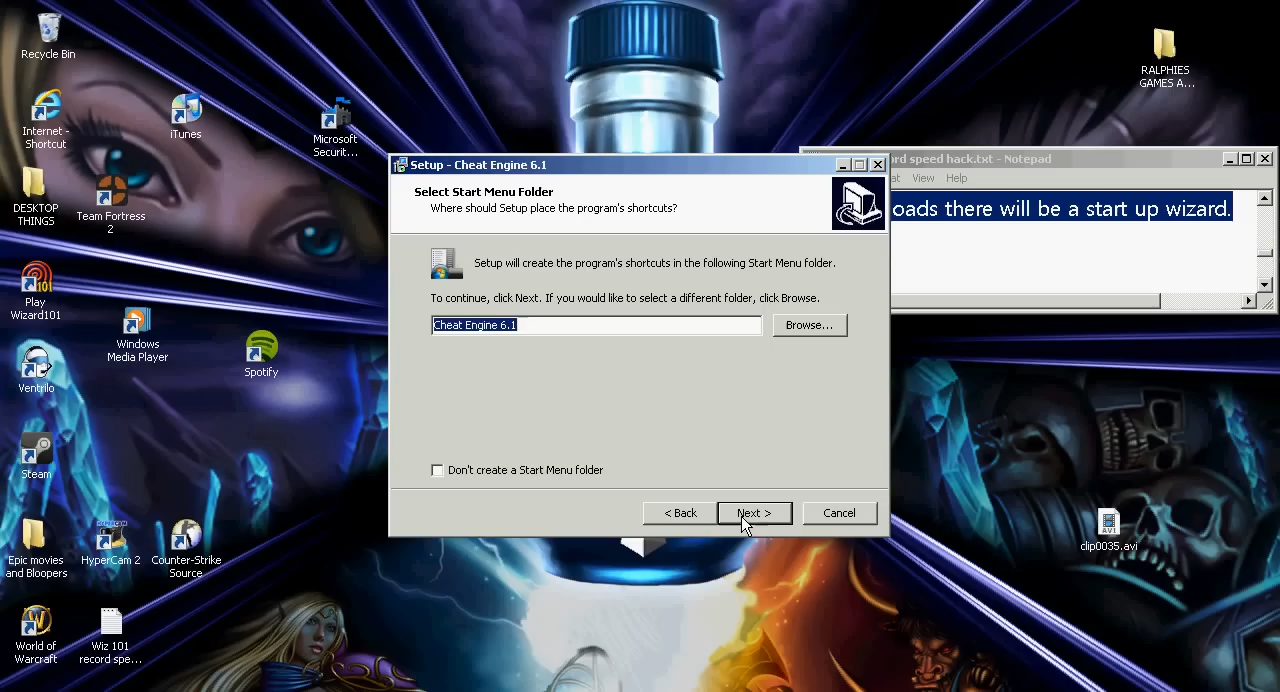 Recycle Bin
Internet -
Shortcut
iTunes
Microsoft
Securit...
DESKTOP
THINGS
Team Fortress
2
101
Play
Wizard101
Windows
Media Player
Spotify
Ventrilo
Steam
Epic movies
and Bloopers
HYPERCAM
HyperCam 2
Counter-Strike
Source
World of
Warcraft
Wiz 101
record spe...
Setup - Cheat Engine 6.1
Select Start Menu Folder
Where should Setup place the program's shortcuts?
Setup will create the program's shortcuts in the following Start Menu folder.
To continue, click Next. If you would like to select a different folder, click Browse.
Cheat Engine 6.1
Browse...
Don't create a Start Menu folder
< Back
Next >
Cancel
RALPHIES
GAMES A...
ord speed hack.txt - Notepad
at View Help
oads there will be a start up wizard.
AVI
clip0035.avi